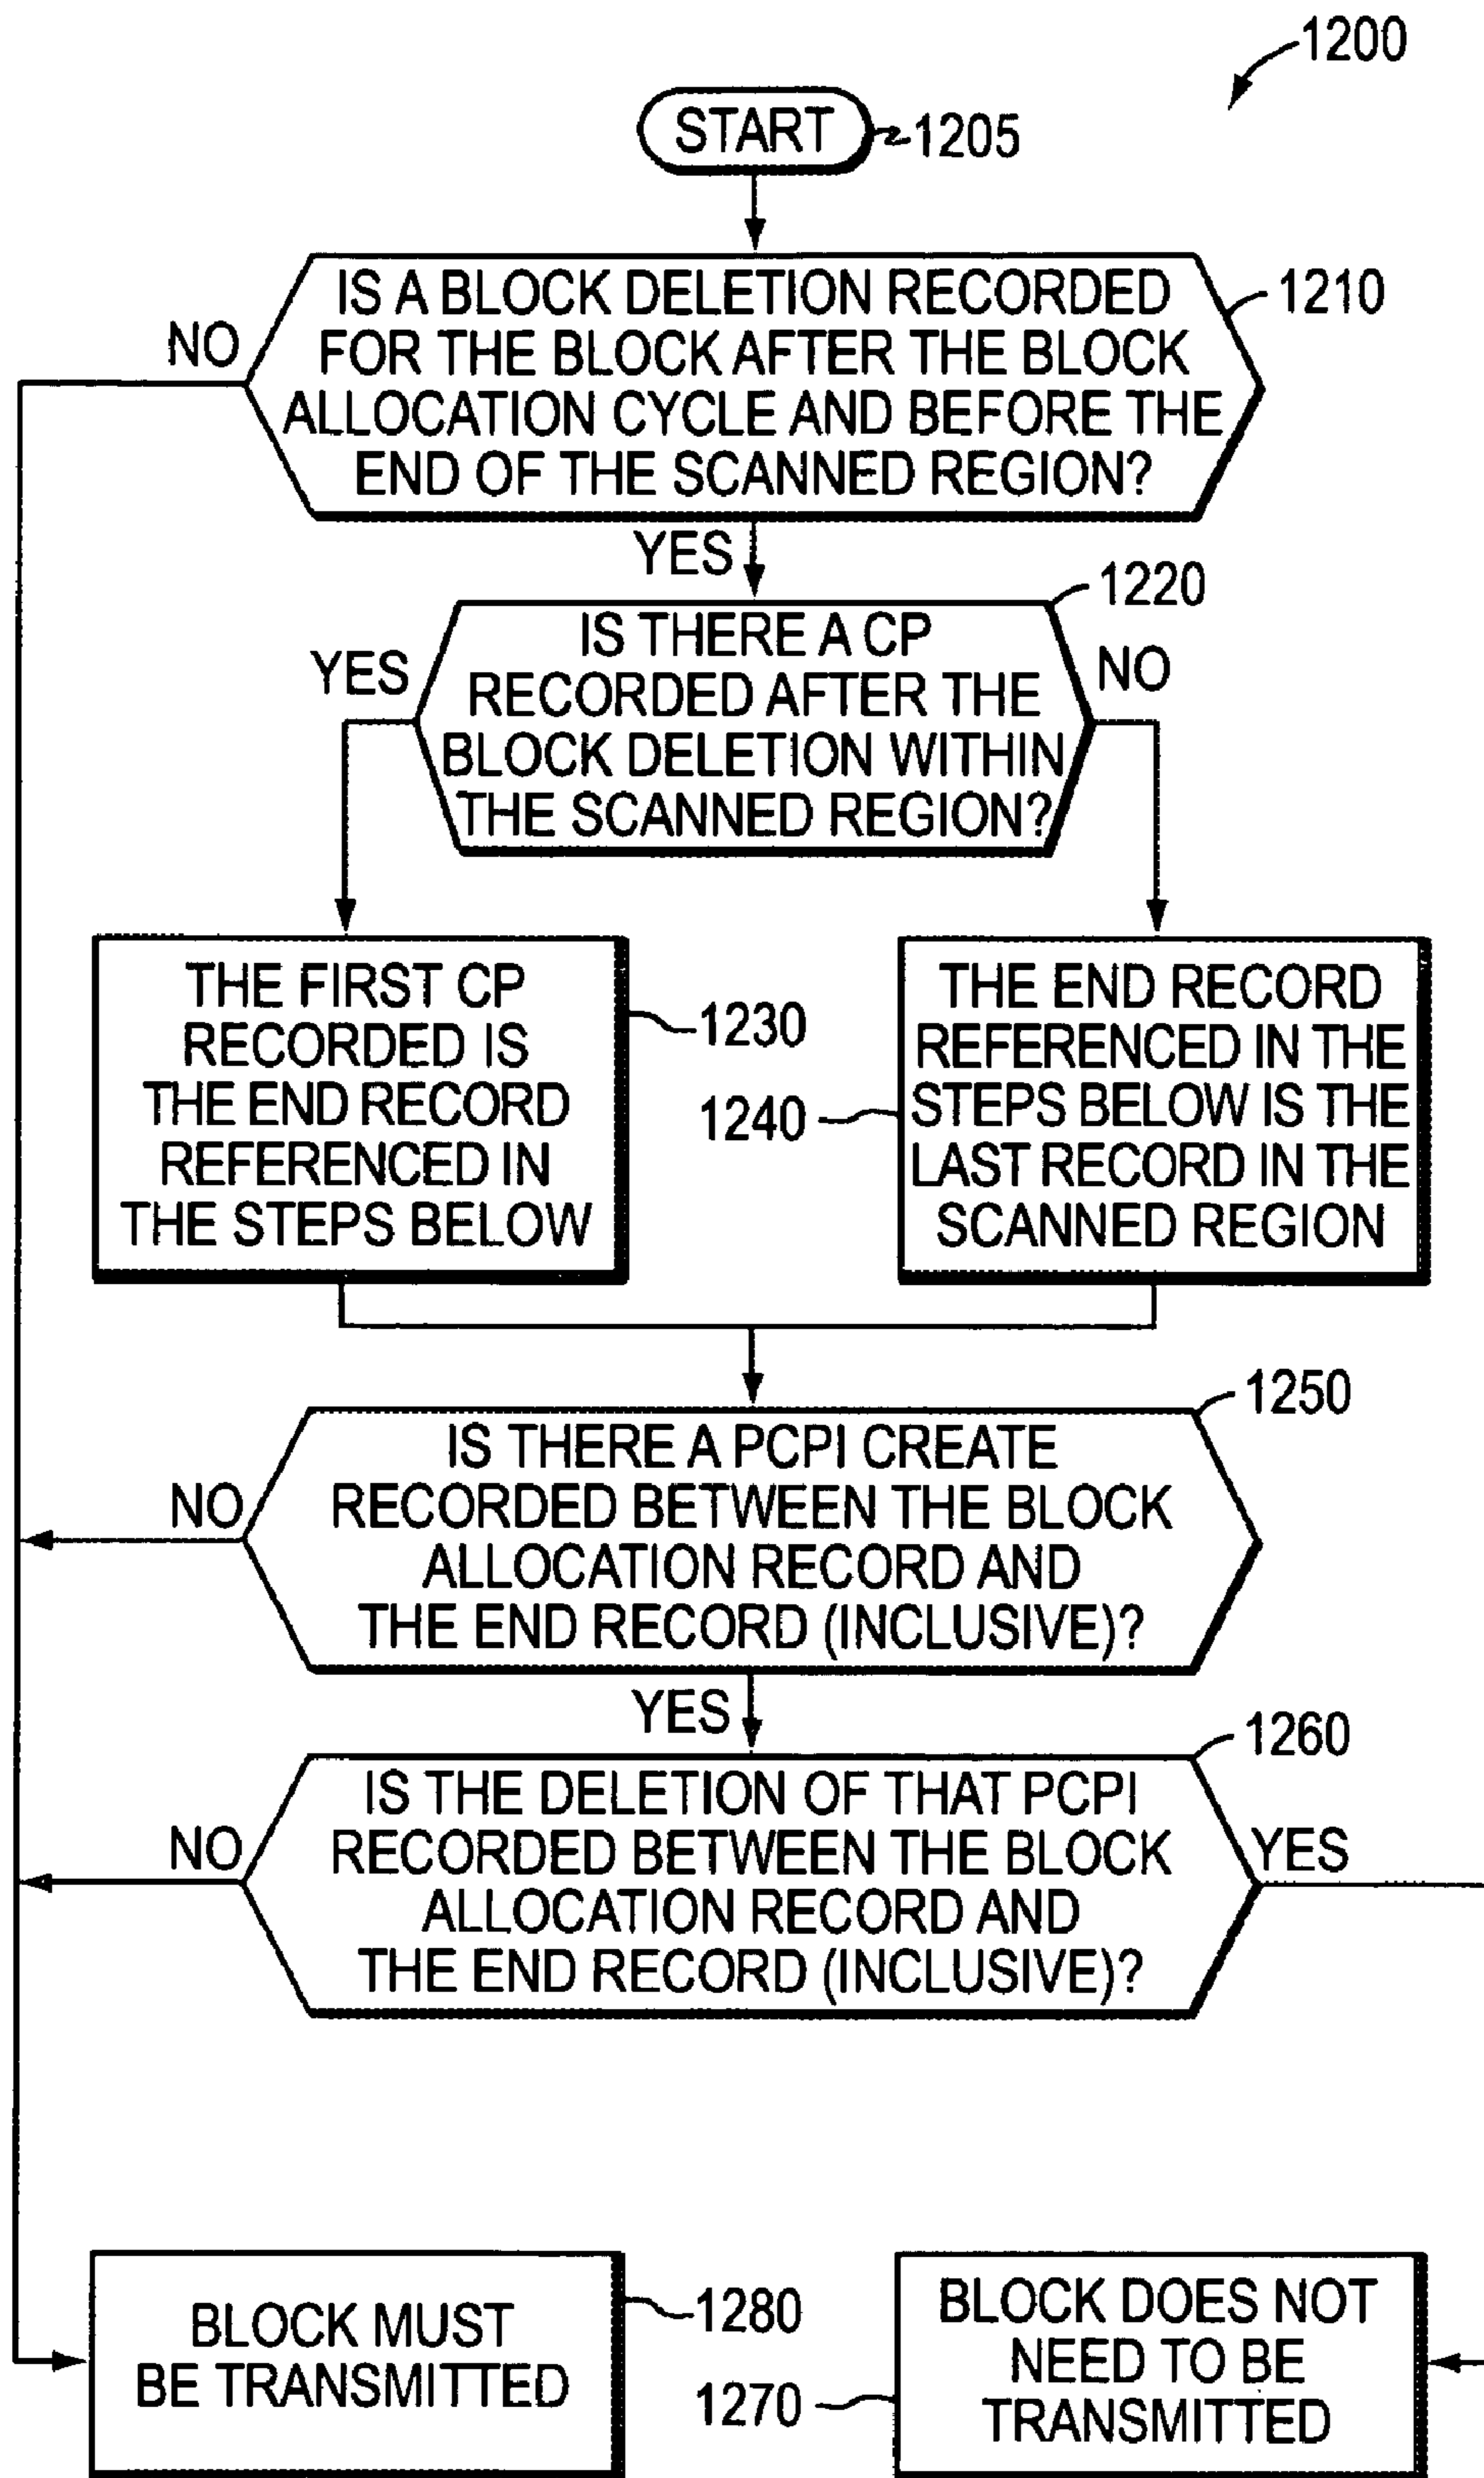 1200
START
1205
IS A BLOCK DELETION RECORDED
FOR THE BLOCK AFTER THE BLOCK
ALLOCATION CYCLE AND BEFORE THE
END OF THE SCANNED REGION?
1210
NO
YES
1220
IS THERE A CP
RECORDED AFTER THE
BLOCK DELETION WITHIN
THE SCANNED REGION?
YES
NO
THE FIRST CP
RECORDED IS
THE END RECORD
REFERENCED IN
THE STEPS BELOW
1230
THE END RECORD
REFERENCED IN THE
STEPS BELOW IS THE
LAST RECORD IN THE
SCANNED REGION
1240
1250
IS THERE A PCPI CREATE
RECORDED BETWEEN THE BLOCK
ALLOCATION RECORD AND
THE END RECORD (INCLUSIVE)?
NO
YES
1260
IS THE DELETION OF THAT PCPI
RECORDED BETWEEN THE BLOCK
ALLOCATION RECORD AND
THE END RECORD (INCLUSIVE)?
NO
YES
BLOCK MUST
BE TRANSMITTED
1280
BLOCK DOES NOT
NEED TO BE
TRANSMITTED
1270